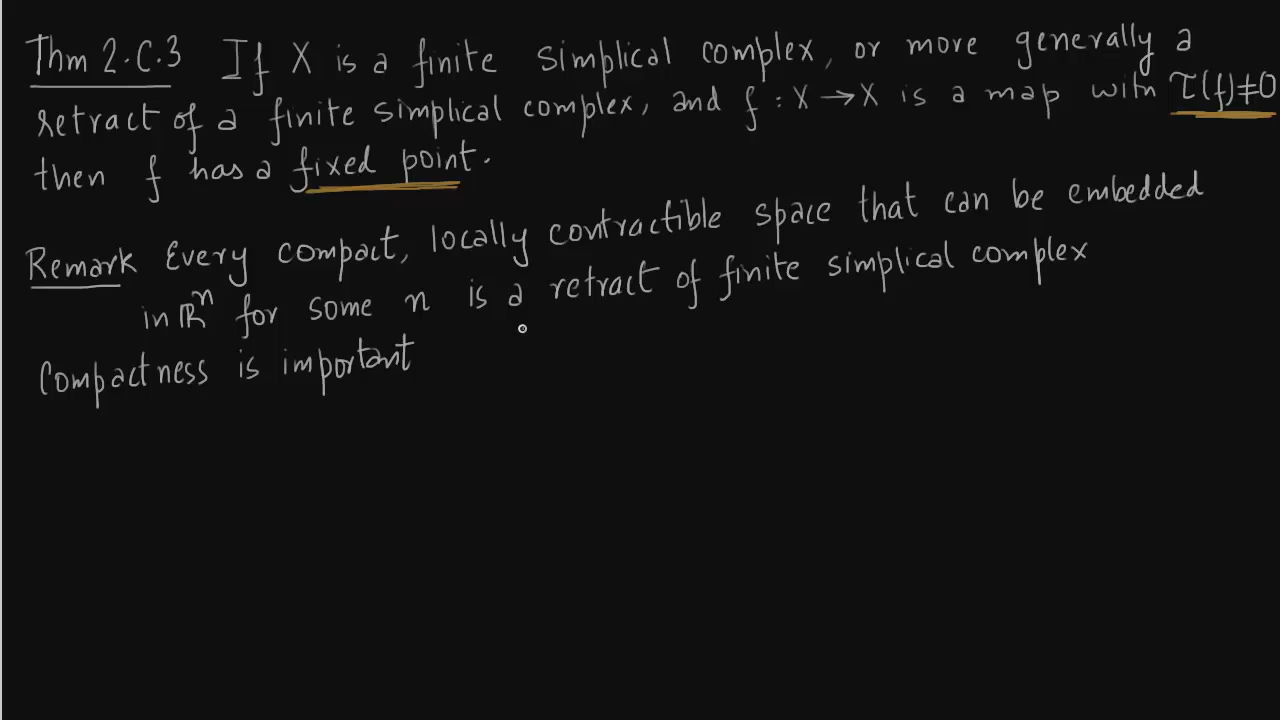 Thm 2.C.3 If X is a finite simplical complex, or more generally a
retract of a finite simplical complex, and f : X → X is a map with τ(f)≠0
then f has a fixed point.
Remark Every compact, locally contractible space that can be embedded
in ℝⁿ for some n is a retract of finite simplical complex
Compactness is important